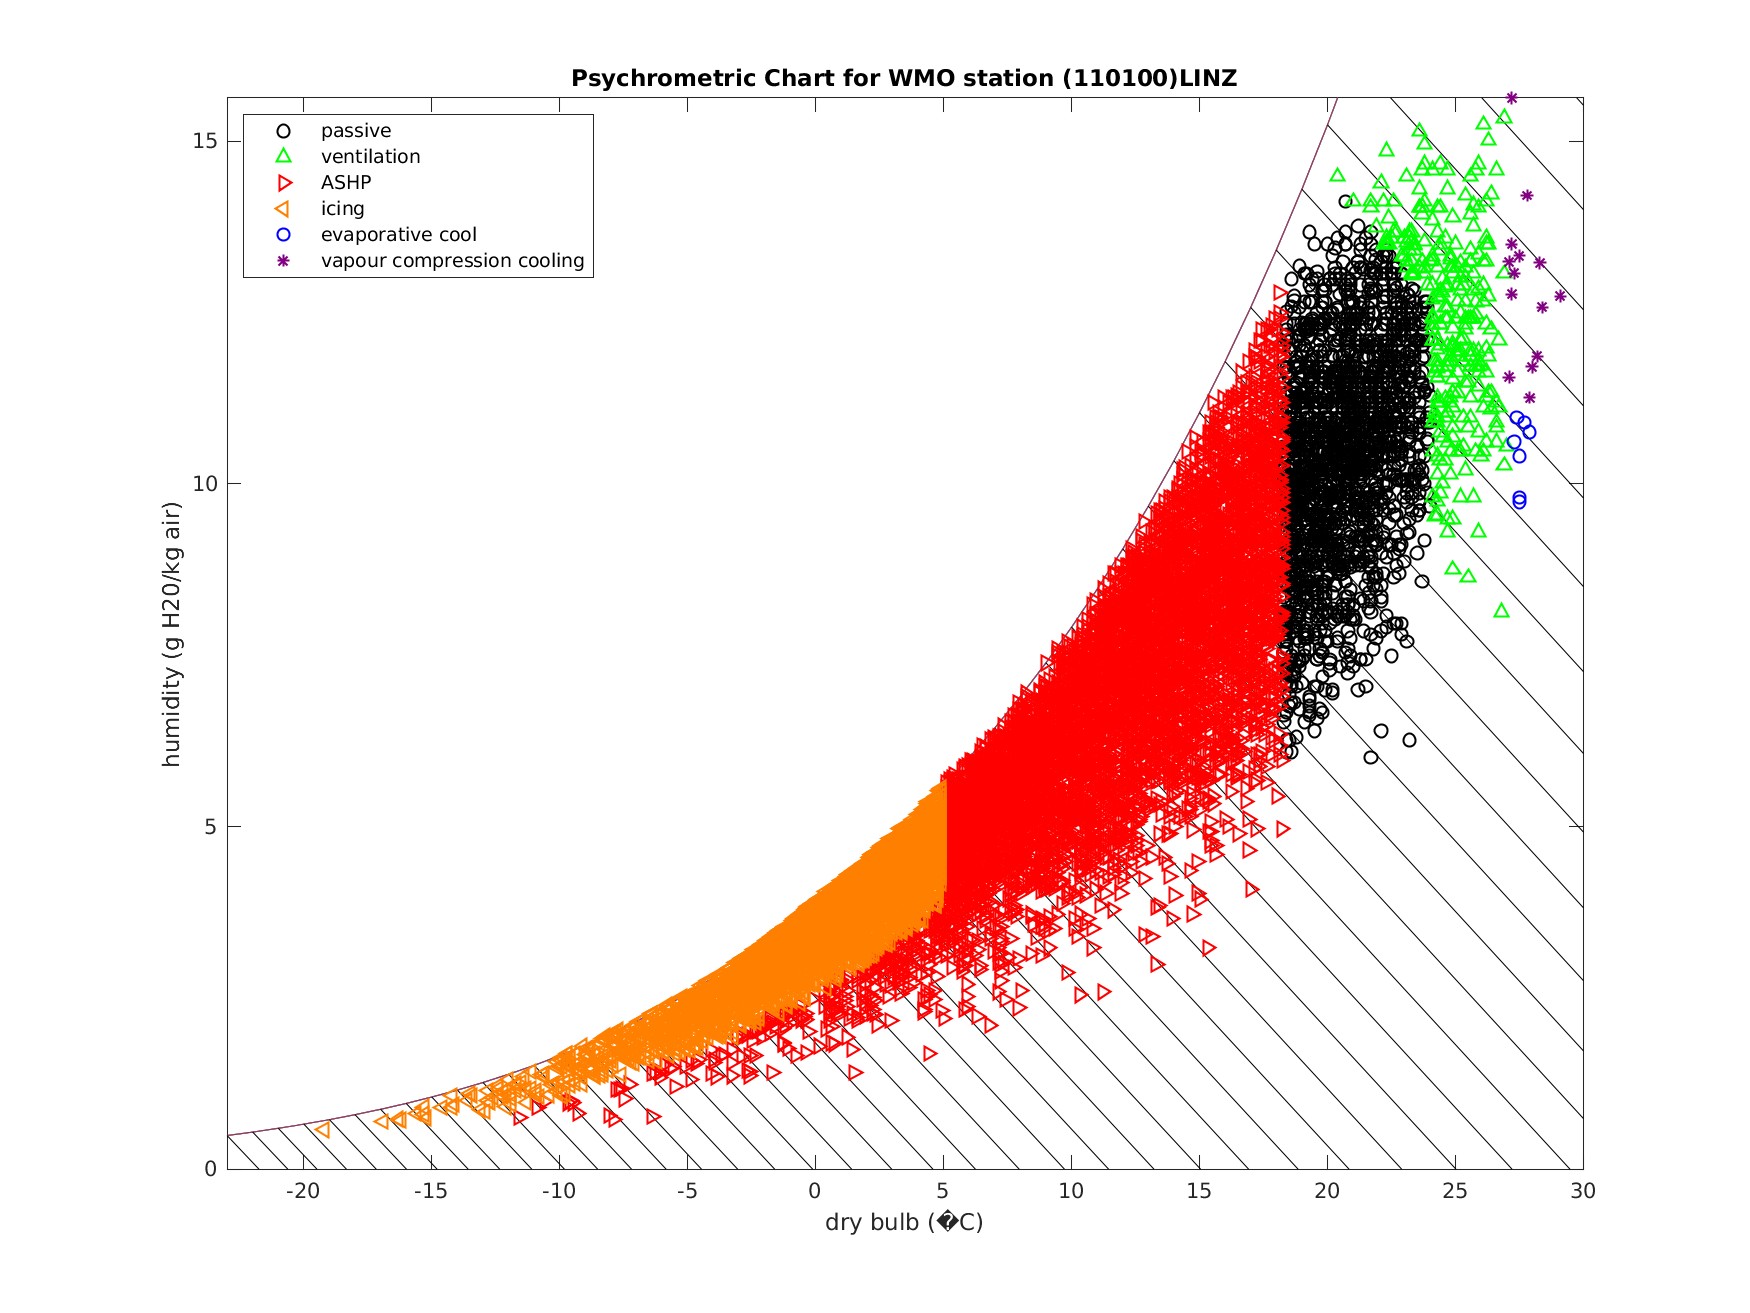 Psychrometric Chart for WMO station (110100)LINZ
passive
ventilation
ASHP
icing
evaporative cool
vapour compression cooling
15
10
5
0
humidity (g H20/kg air)
-20 -15 -10 -5 0 5 10 15 20 25 30
dry bulb (�C)